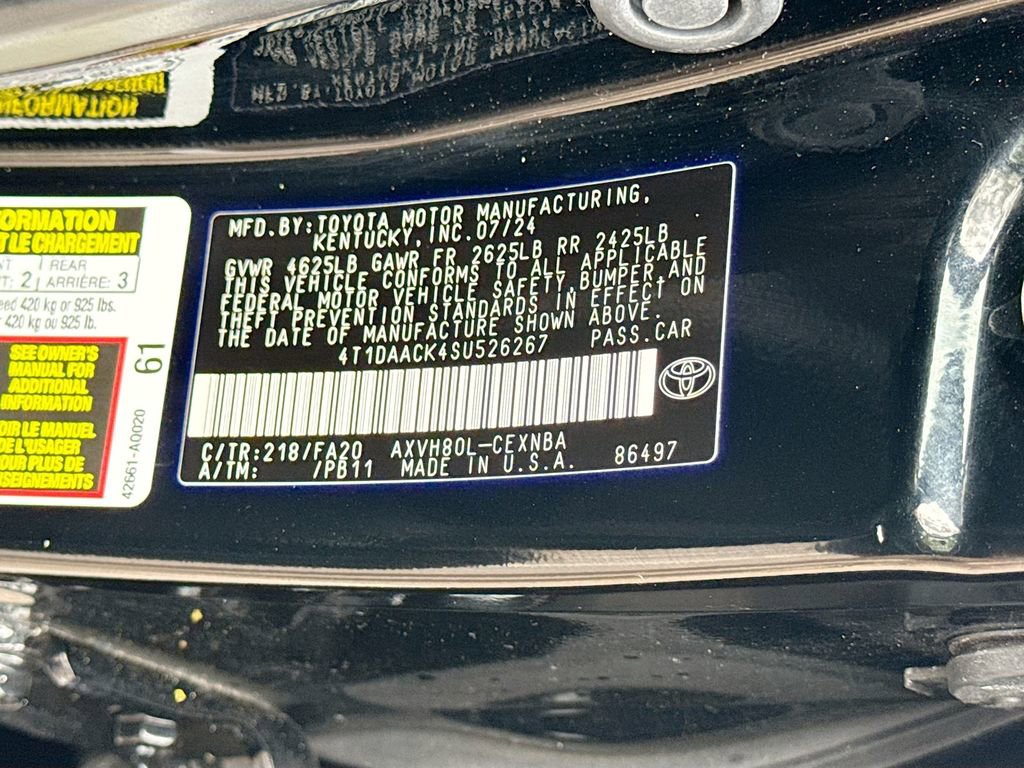 ORMATION
T LE CHARGEMENT
NT
T: 2
REAR
ARRIÈRE: 3
eed 420 kg or 925 lbs.
420 kg ou 925 lb.
SEE OWNER'S
MANUAL FOR
ADDITIONAL
INFORMATION
OIR LE MANUEL
DE L'USAGER
OUR PLUS DE
SEIGNEMENTS
61
42661-AQ020
MFD.BY:TOYOTA MOTOR MANUFACTURING,
KENTUCKY, INC.07/24
GVWR 4625LB GAWR FR 2625LB RR 2425LB
THIS VEHICLE CONFORMS TO ALL APPLICABLE
FEDERAL MOTOR VEHICLE SAFETY,BUMPER,AND
THEFT PREVENTION STANDARDS IN EFFECT ON
THE DATE OF MANUFACTURE SHOWN ABOVE.
4T1DAACK4SU526267 PASS.CAR
C/TR:218/FA20 AXVH80L-CEXNBA
A/TM: /PB11 MADE IN U.S.A. 86497